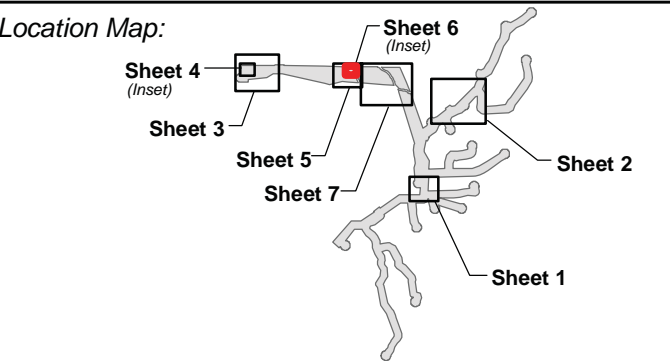 Location Map:
Sheet 6
(Inset)
Sheet 4
(Inset)
Sheet 3
Sheet 5
Sheet 7
Sheet 2
Sheet 1